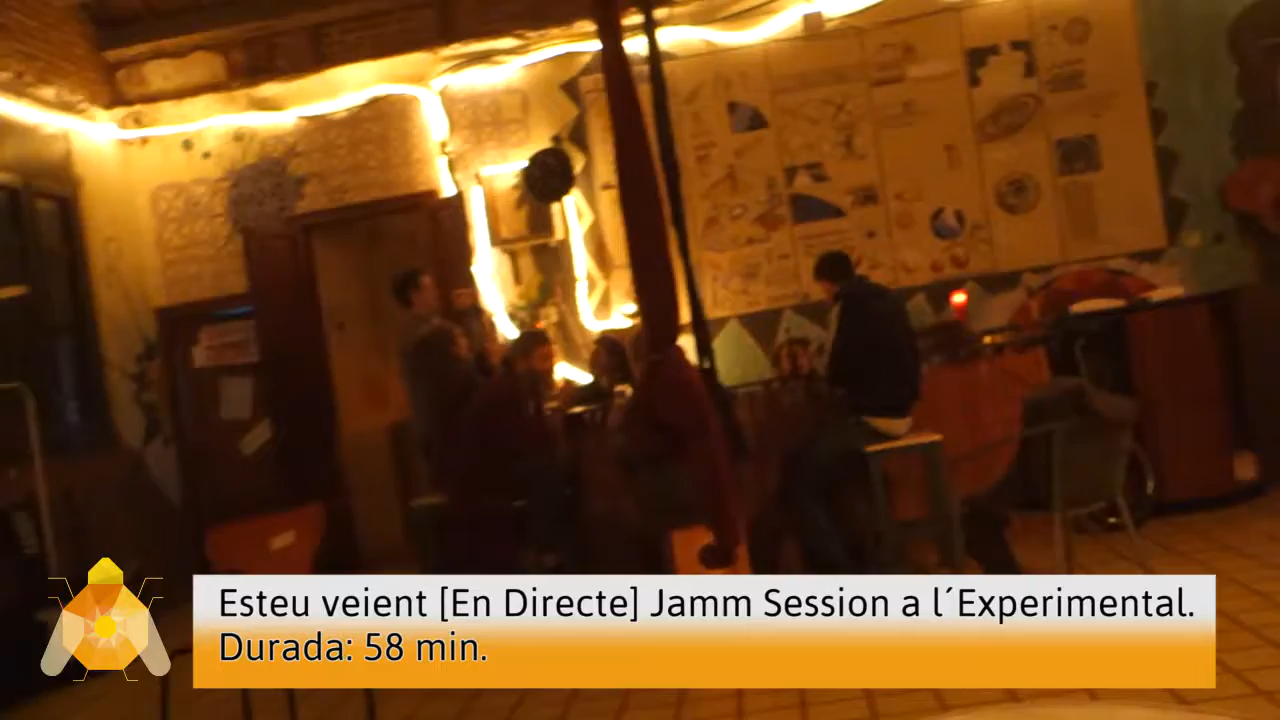 Esteu veient [En Directe] Jamm Session a l´Experimental.
Durada: 58 min.